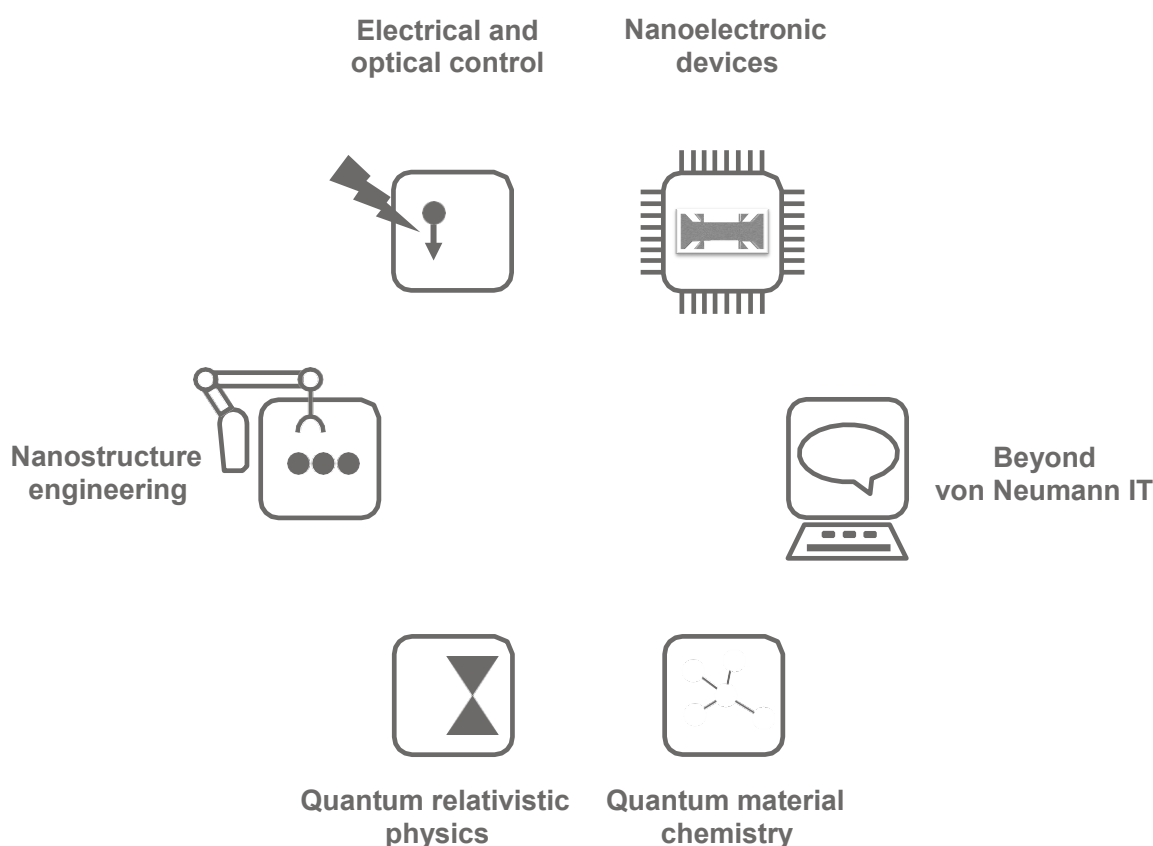 Electrical and
optical control
Nanoelectronic
devices
Nanostructure
engineering
Beyond
von Neumann IT
Quantum relativistic
physics
Quantum material
chemistry